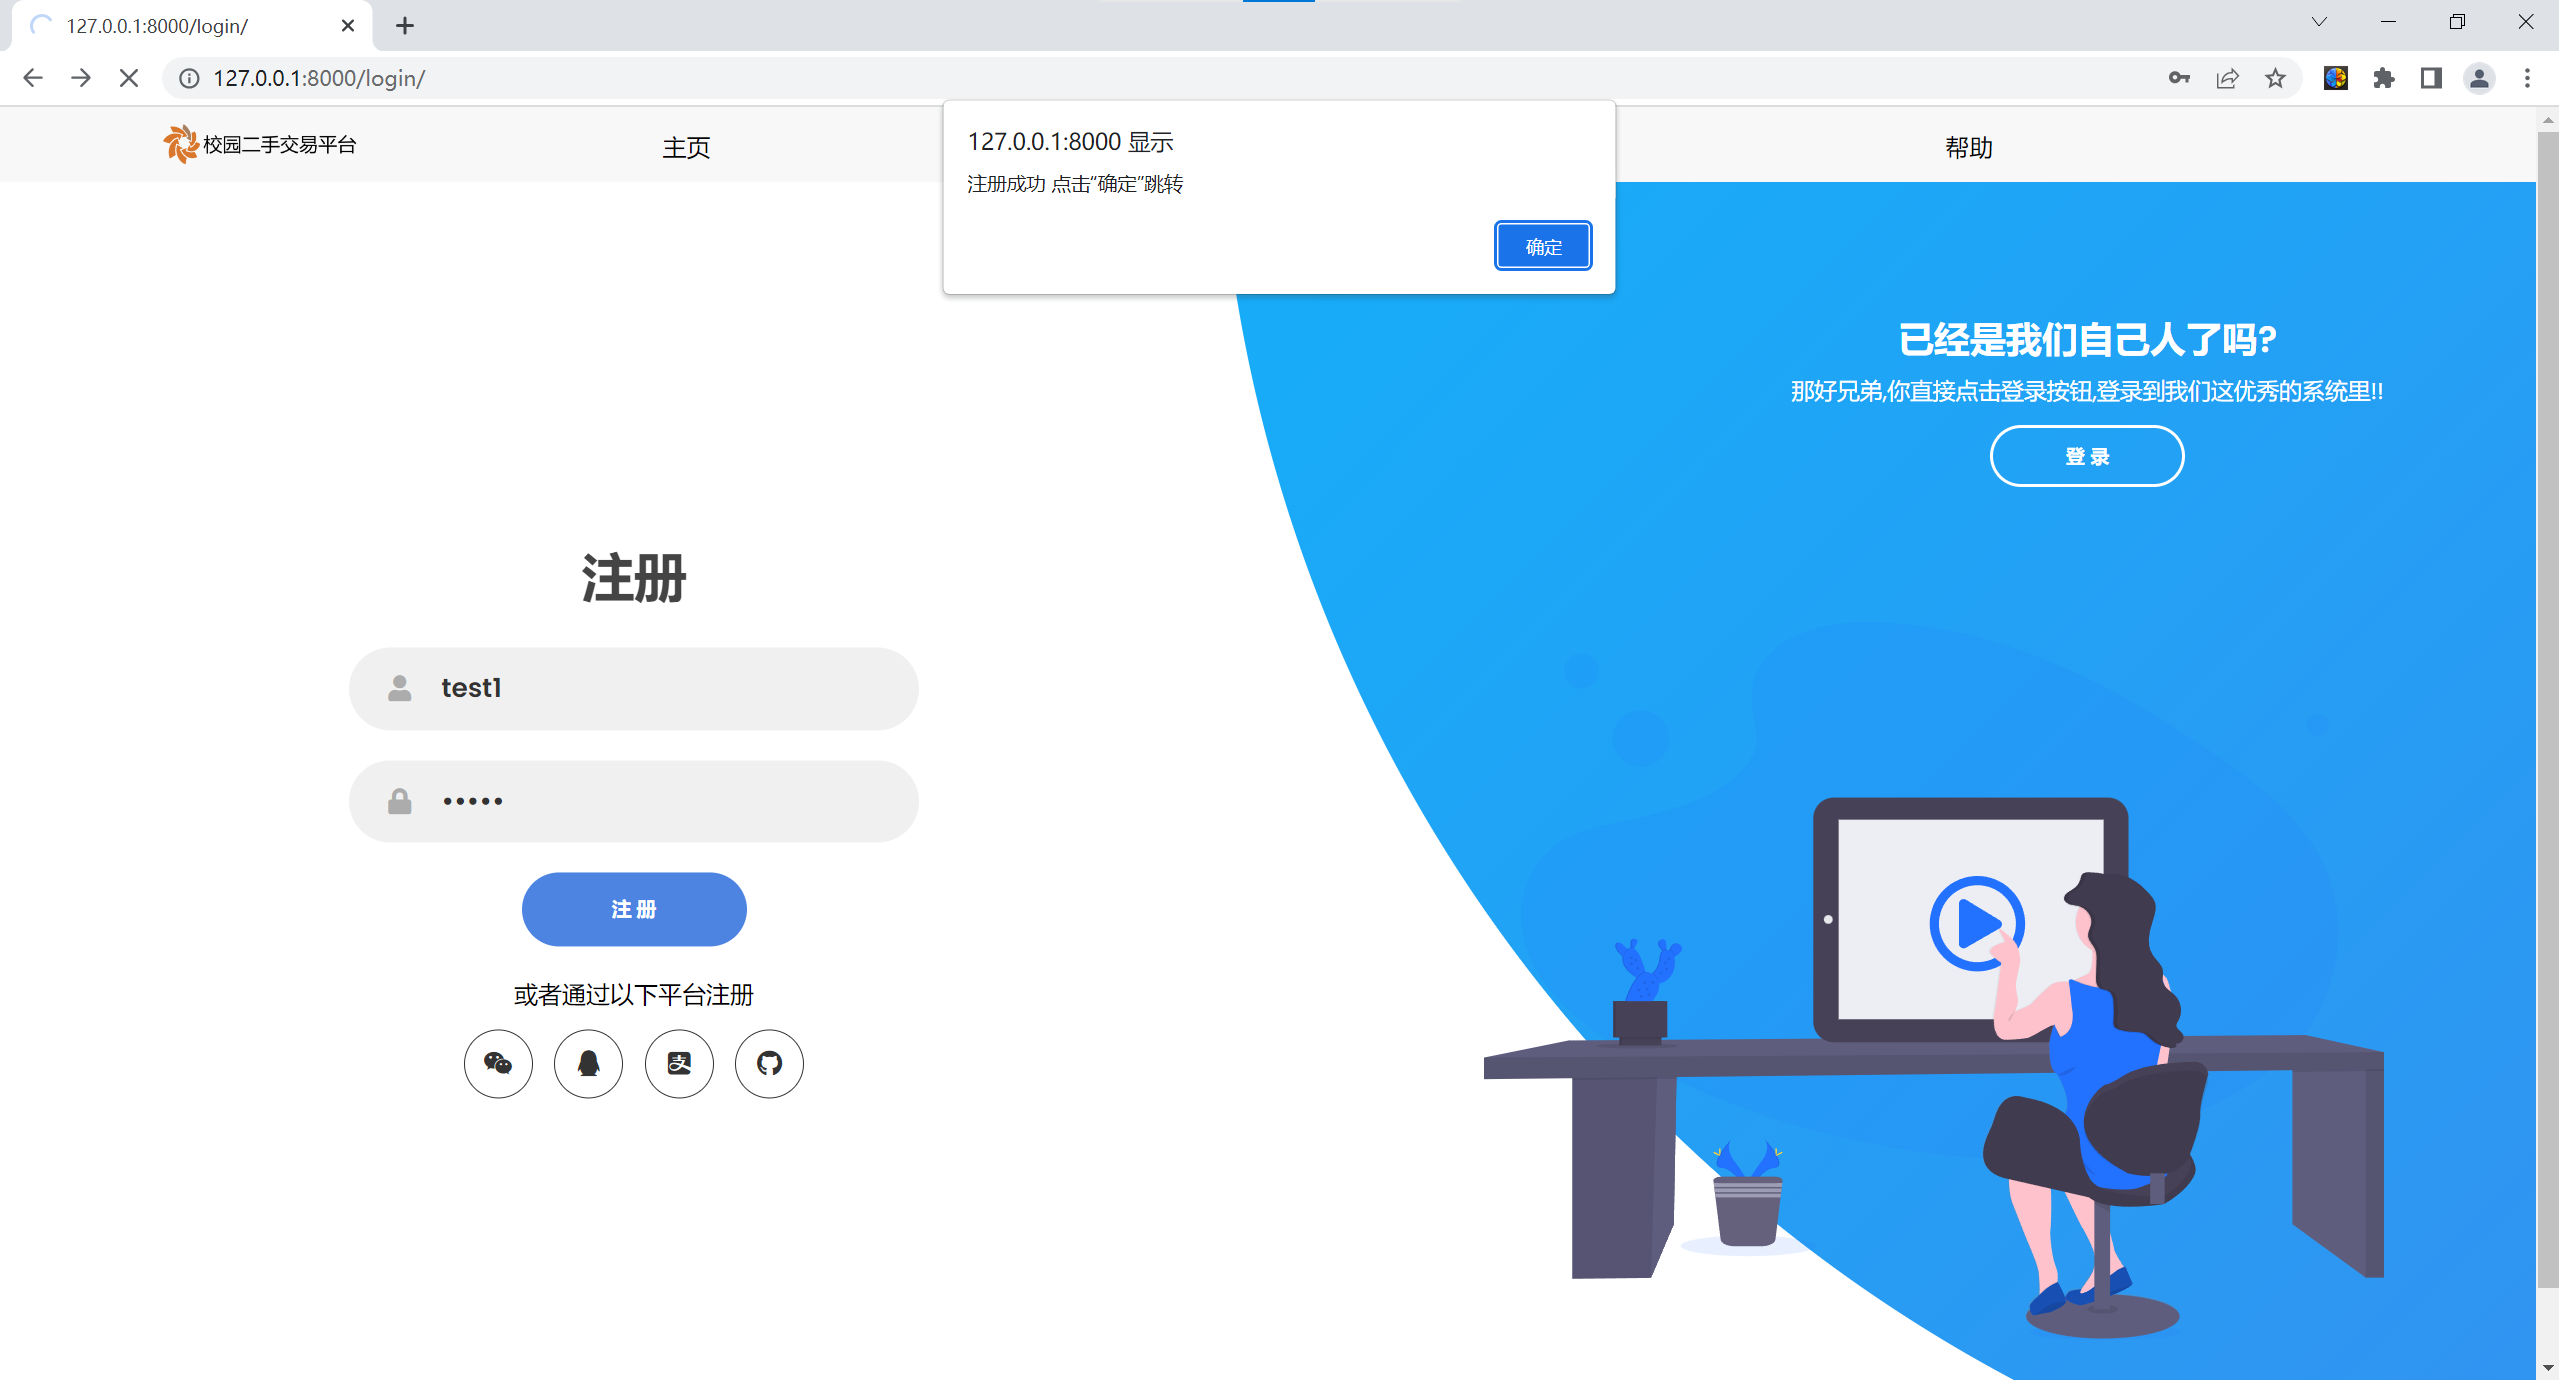 127.0.0.1:8000/login/
127.0.0.1:8000/login/
校园二手交易平台
主页
帮助
127.0.0.1:8000 显示
注册成功 点击“确定”跳转
确定
已经是我们自己人了吗?
那好兄弟,你直接点击登录按钮,登录到我们这优秀的系统里!!
登 录
注册
test1
•••••
注 册
或者通过以下平台注册
支